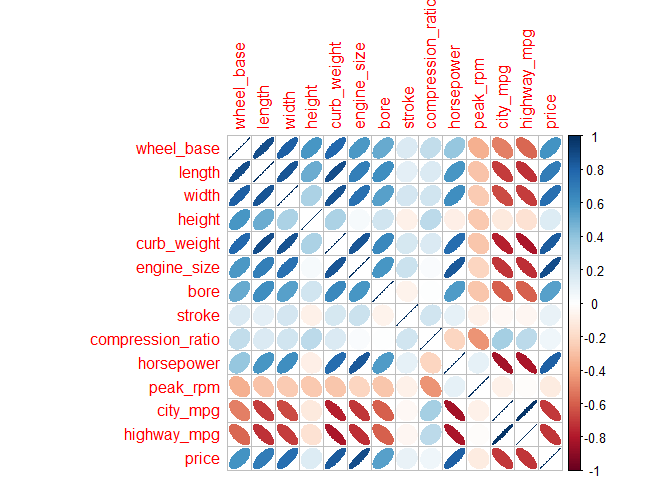 wheel_base
length
width
height
curb_weight
engine_size
bore
stroke
compression_ratio
horsepower
peak_rpm
city_mpg
highway_mpg
price
wheel_base
length
width
height
curb_weight
engine_size
bore
stroke
compression_ratio
horsepower
peak_rpm
city_mpg
highway_mpg
price
1
0.8
0.6
0.4
0.2
0
-0.2
-0.4
-0.6
-0.8
-1